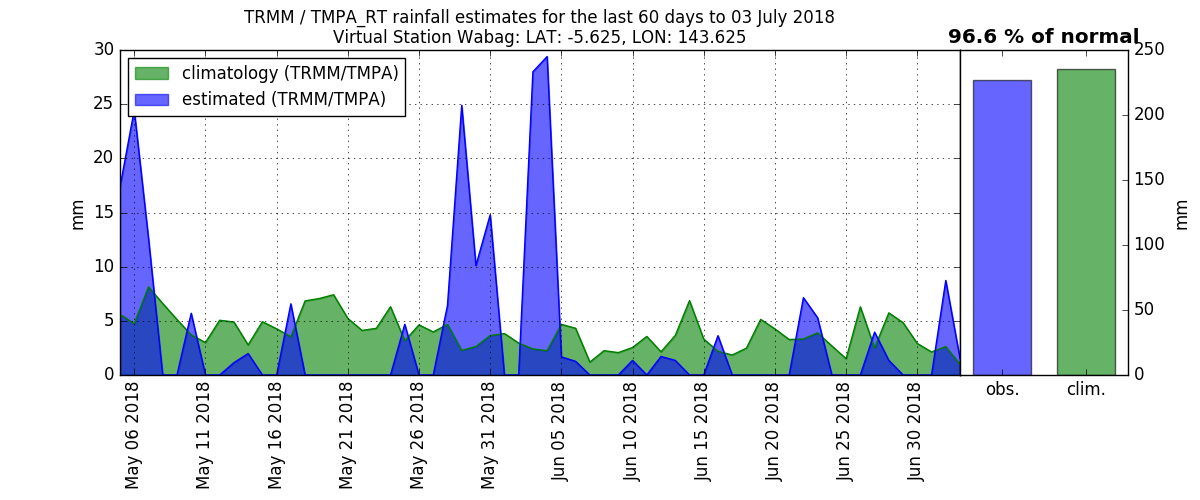 TRMM / TMPA_RT rainfall estimates for the last 60 days to 03 July 2018
Virtual Station Wabag: LAT: -5.625, LON: 143.625
96.6 % of normal
climatology (TRMM/TMPA)
estimated (TRMM/TMPA)
30
25
20
15
10
5
0
mm
May 06 2018
May 11 2018
May 16 2018
May 21 2018
May 26 2018
May 31 2018
Jun 05 2018
Jun 10 2018
Jun 15 2018
Jun 20 2018
Jun 25 2018
Jun 30 2018
obs.
clim.
250
200
150
100
50
0
mm